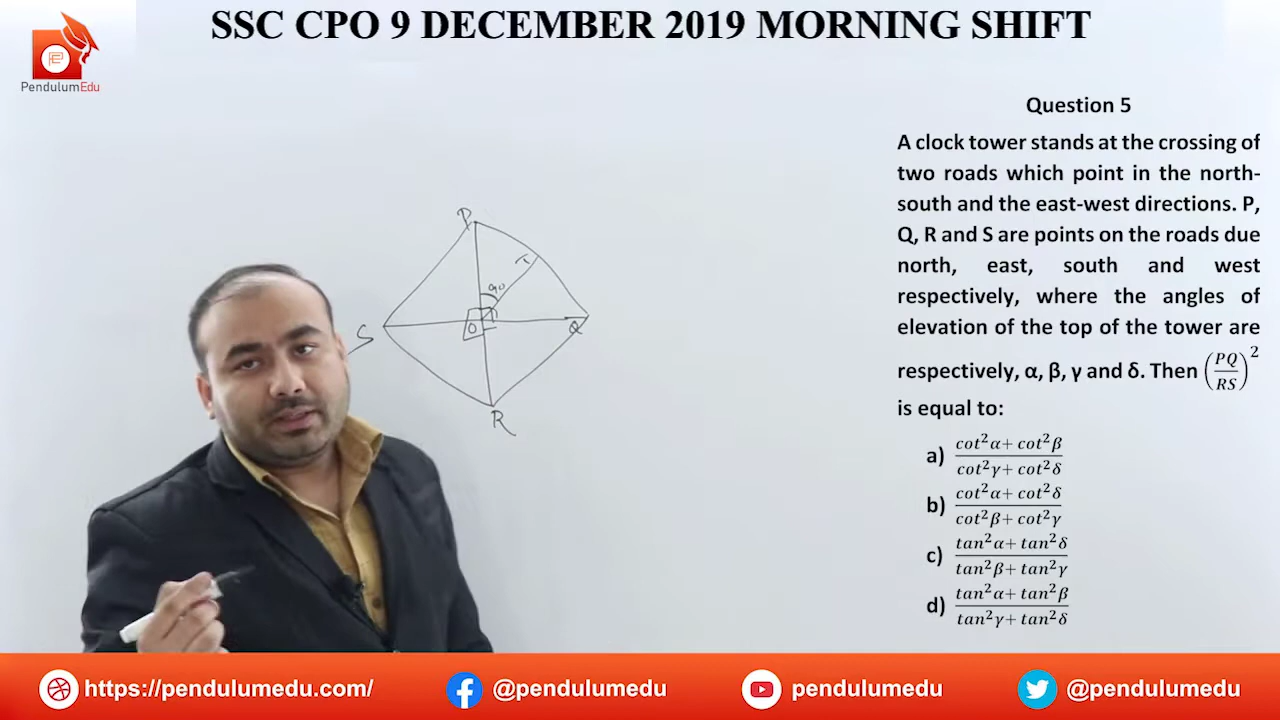 SSC CPO 9 DECEMBER 2019 MORNING SHIFT
PendulumEdu
Question 5
A clock tower stands at the crossing of
two roads which point in the north-
south and the east-west directions. P,
Q, R and S are points on the roads due
north, east, south and west
respectively, where the angles of
elevation of the top of the tower are
respectively, α, β, γ and δ. Then (PQ/RS)²
is equal to:
a) cot²α+ cot²β / cot²γ+ cot²δ
b) cot²α+ cot²δ / cot²β+ cot²γ
c) tan²α+ tan²δ / tan²β+ tan²γ
d) tan²α+ tan²β / tan²γ+ tan²δ
P
T
90
S
O
Q
R
https://pendulumedu.com/
@pendulumedu
pendulumedu
@pendulumedu